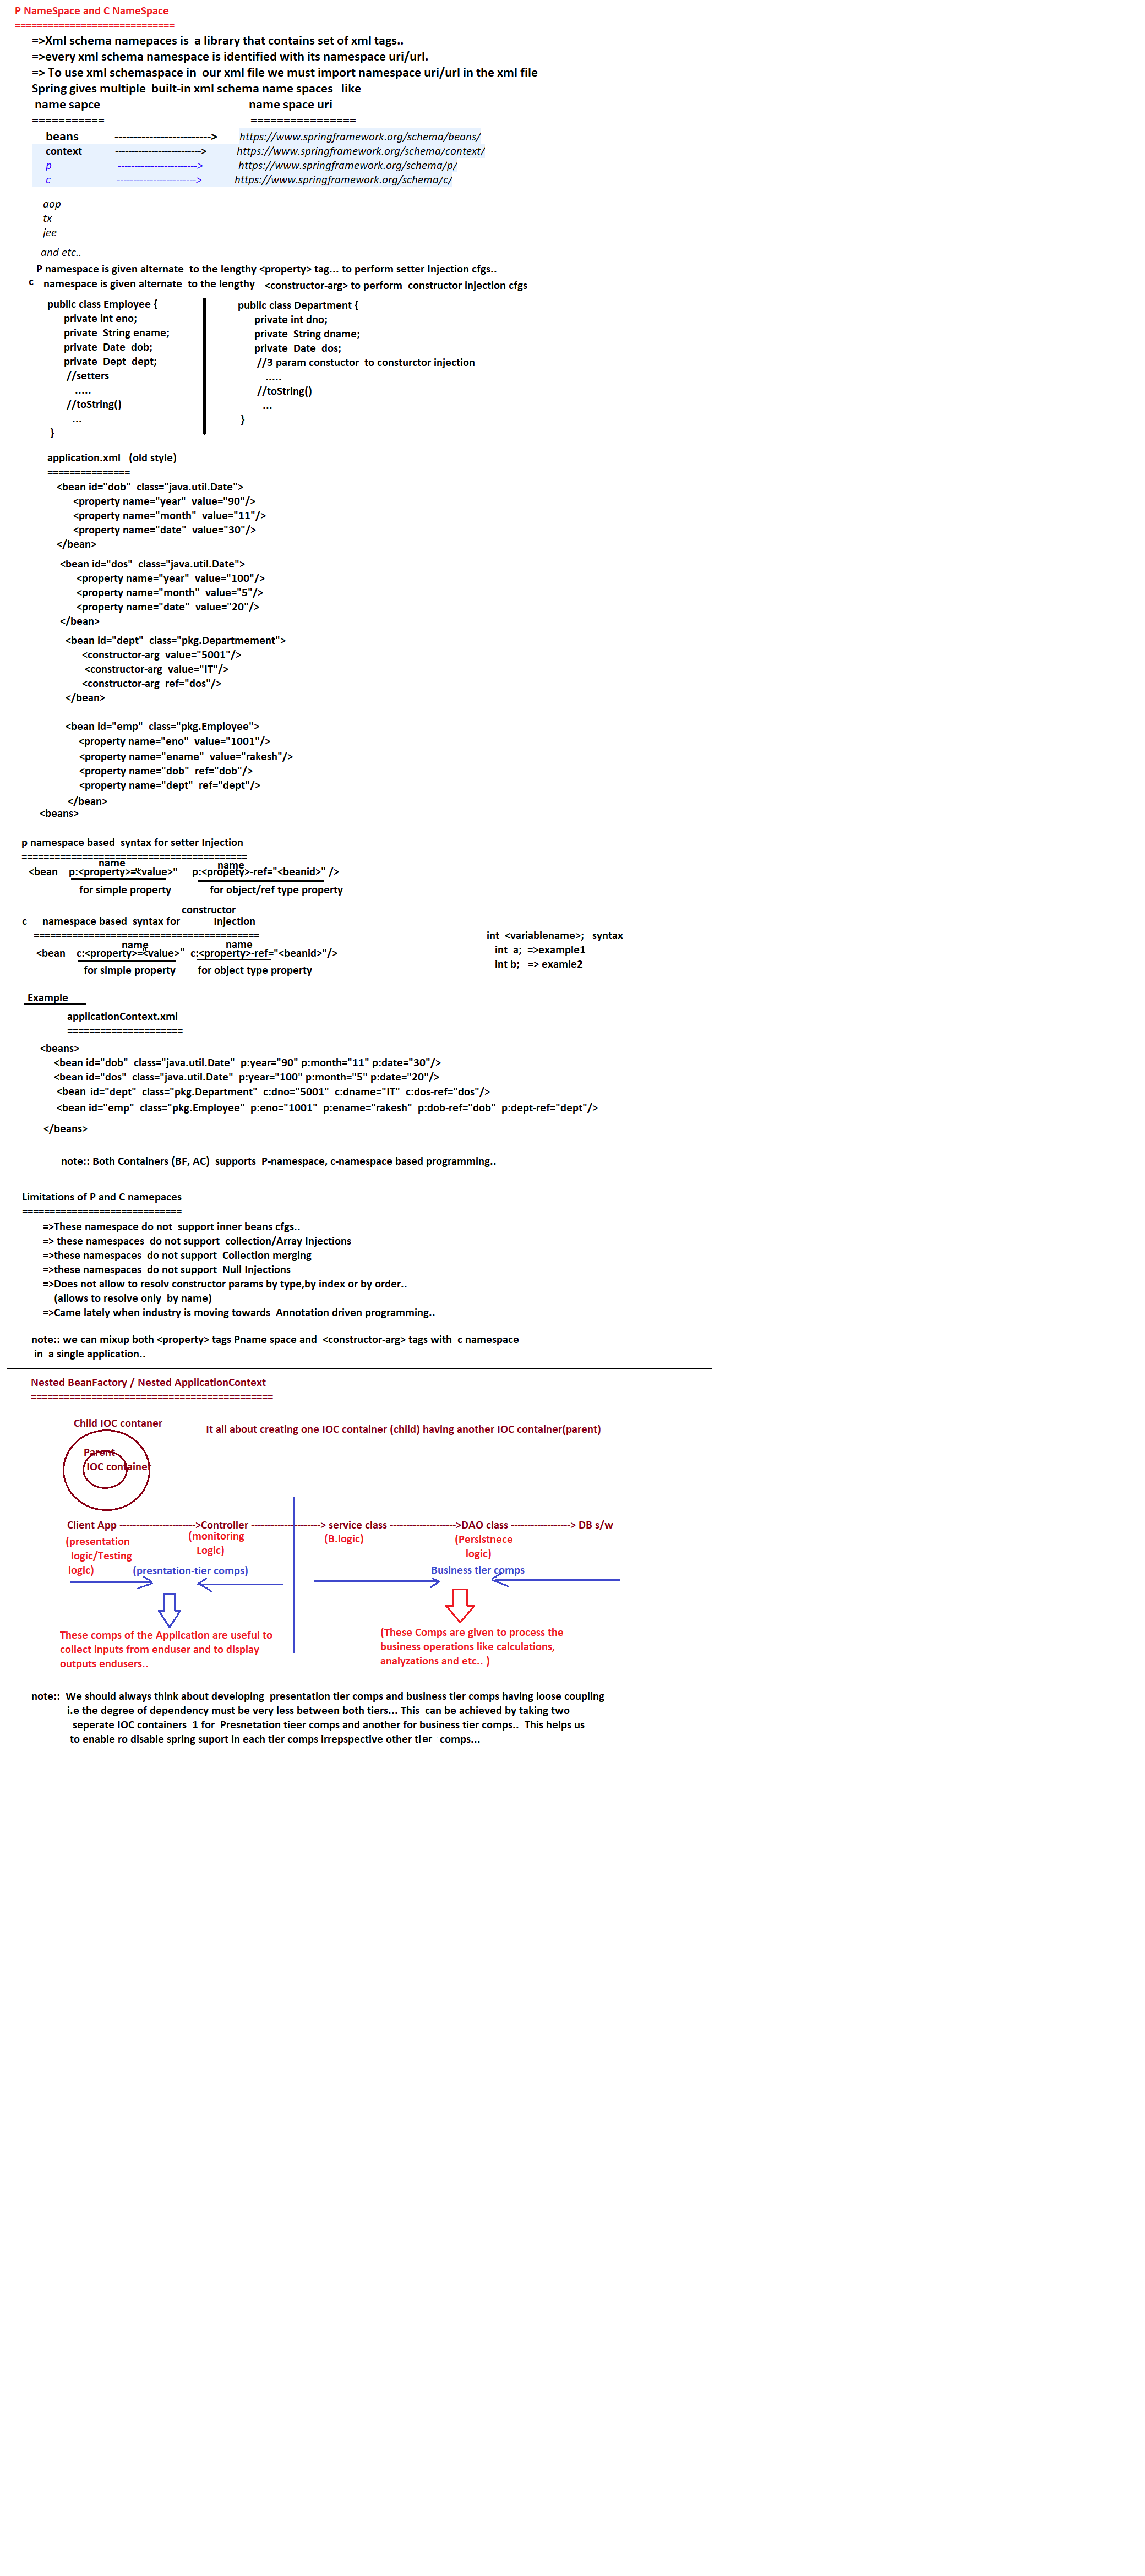 P NameSpace and C NameSpace
=============================
=>Xml schema namepaces is  a library that contains set of xml tags..
=>every xml schema namespace is identified with its namespace uri/url.
=> To use xml schemaspace in  our xml file we must import namespace uri/url in the xml file
Spring gives multiple  built-in xml schema name spaces   like
name sapce                    name space uri
===========                    ================
beans    ------------------------->    https://www.springframework.org/schema/beans/
context    ------------------------->    https://www.springframework.org/schema/context/
p    ----------------------->    https://www.springframework.org/schema/p/
c    ----------------------->    https://www.springframework.org/schema/c/
aop
tx
jee
and etc..
P namespace is given alternate  to the lengthy <property> tag... to perform setter Injection cfgs..
c   namespace is given alternate  to the lengthy   <constructor-arg> to perform  constructor injection cfgs
public class Employee {
private int eno;
private  String ename;
private  Date  dob;
private  Dept  dept;
//setters
.....
//toString()
...
}
public class Department {
private int dno;
private  String dname;
private  Date  dos;
//3 param constuctor  to consturctor injection
.....
//toString()
...
}
application.xml   (old style)
===============
<bean id="dob"  class="java.util.Date">
<property name="year"  value="90"/>
<property name="month"  value="11"/>
<property name="date"  value="30"/>
</bean>
<bean id="dos"  class="java.util.Date">
<property name="year"  value="100"/>
<property name="month"  value="5"/>
<property name="date"  value="20"/>
</bean>
<bean id="dept"  class="pkg.Departmement">
<constructor-arg  value="5001"/>
<constructor-arg  value="IT"/>
<constructor-arg  ref="dos"/>
</bean>
<bean id="emp"  class="pkg.Employee">
<property name="eno"  value="1001"/>
<property name="ename"  value="rakesh"/>
<property name="dob"  ref="dob"/>
<property name="dept"  ref="dept"/>
</bean>
<beans>
p namespace based  syntax for setter Injection
=========================================
name                    name
<bean    p:<property>="<value>"     p:<propety>-ref="<beanid>" />
for simple property              for object/ref type property
constructor
c     namespace based  syntax for            Injection
=========================================
name                    name
<bean    c:<property>="<value>"  c:<property>-ref="<beanid>"/>
for simple property        for object type property
int  <variablename>;   syntax
int  a;  =>example1
int b;   => examle2
Example
applicationContext.xml
=====================
<beans>
<bean id="dob"  class="java.util.Date"  p:year="90" p:month="11" p:date="30"/>
<bean id="dos"  class="java.util.Date"  p:year="100" p:month="5" p:date="20"/>
<bean  id="dept"  class="pkg.Department"  c:dno="5001"  c:dname="IT"  c:dos-ref="dos"/>
<bean id="emp"  class="pkg.Employee"  p:eno="1001"  p:ename="rakesh"  p:dob-ref="dob"  p:dept-ref="dept"/>
</beans>
note:: Both Containers (BF, AC)  supports  P-namespace, c-namespace based programming..
Limitations of P and C namepaces
=============================
=>These namespace do not  support inner beans cfgs..
=> these namespaces  do not support  collection/Array Injections
=>these namespaces  do not support  Collection merging
=>these namespaces  do not support  Null Injections
=>Does not allow to resolv constructor params by type,by index or by order..
(allows to resolve only  by name)
=>Came lately when industry is moving towards  Annotation driven programming..
note:: we can mixup both <property> tags Pname space and  <constructor-arg> tags with  c namespace
in  a single application..
Nested BeanFactory / Nested ApplicationContext
============================================
Child IOC contaner
It all about creating one IOC container (child) having another IOC container(parent)
Parent
IOC container
Client App ----------------------->Controller ---------------------> service class -------------------->DAO class ------------------> DB s/w
(presentation
logic/Testing
logic)
(monitoring
Logic)
(B.logic)
(Persistnece
logic)
(presntation-tier comps)
Business tier comps
These comps of the Application are useful to
collect inputs from enduser and to display
outputs endusers..
(These Comps are given to process the
business operations like calculations,
analyzations and etc.. )
note::  We should always think about developing  presentation tier comps and business tier comps having loose coupling
i.e the degree of dependency must be very less between both tiers... This  can be achieved by taking two
seperate IOC containers  1 for  Presnetation tieer comps and another for business tier comps..  This helps us
to enable ro disable spring suport in each tier comps irrepspective other tier   comps...